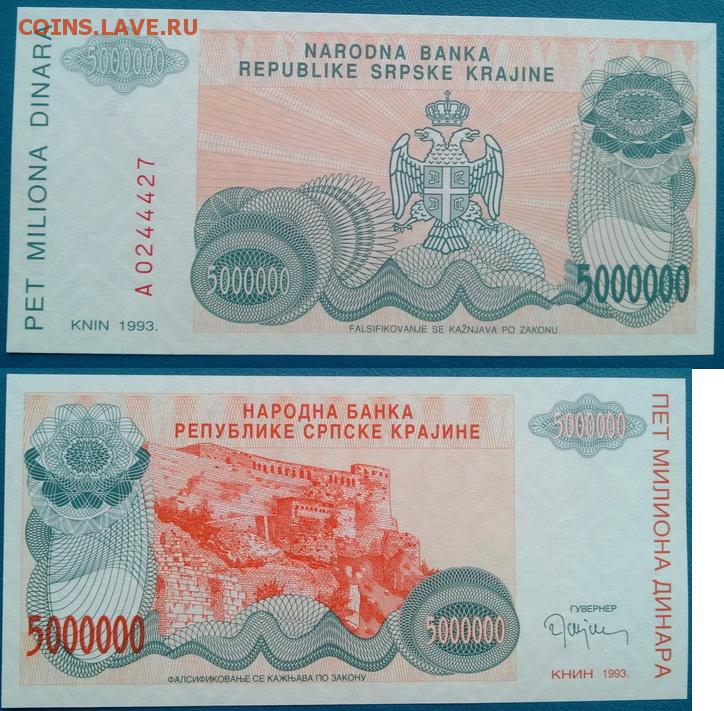 COINS.LAVE.RU
PET MILIONA DINARA
5000000
NARODNA BANKA
REPUBLIKE SRPSKE KRAJINE
A 0244427
5000000
5000000
KNIN 1993.
FALSIFIKOVANJE SE KAŽNJAVA PO ZAKONU
НАРОДНА БАНКА
РЕПУБЛИКЕ СРПСКЕ КРАЈИНЕ
5000000
ПЕТ МИЛИОНА ДИНАРА
5000000
5000000
ГУВЕРНЕР
КНИН 1993.
ФАЛСИФИКОВАЊЕ СЕ КАЖЊАВА ПО ЗАКОНУ